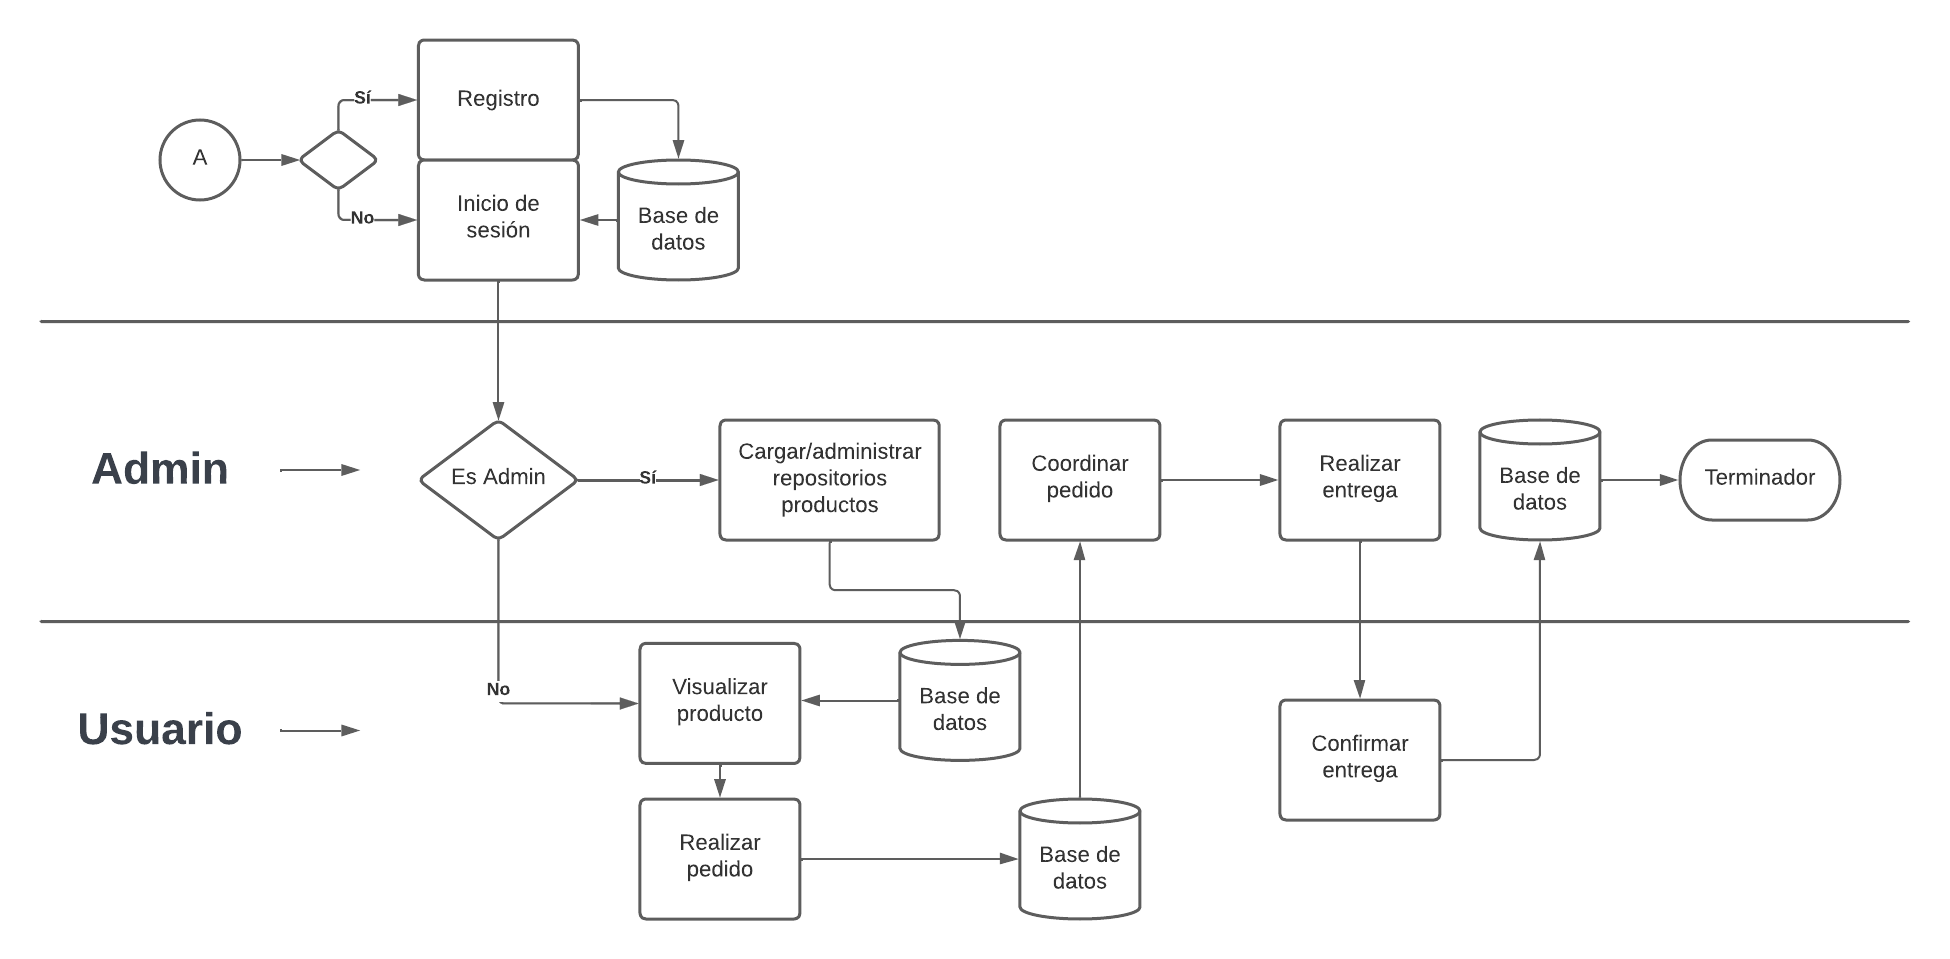 Registro
Sí
A
No
Inicio de
sesión
Base de
datos
Admin
Es Admin
Sí
Cargar/administrar
repositorios
productos
Coordinar
pedido
Realizar
entrega
Base de
datos
Terminador
Usuario
No
Visualizar
producto
Base de
datos
Confirmar
entrega
Realizar
pedido
Base de
datos